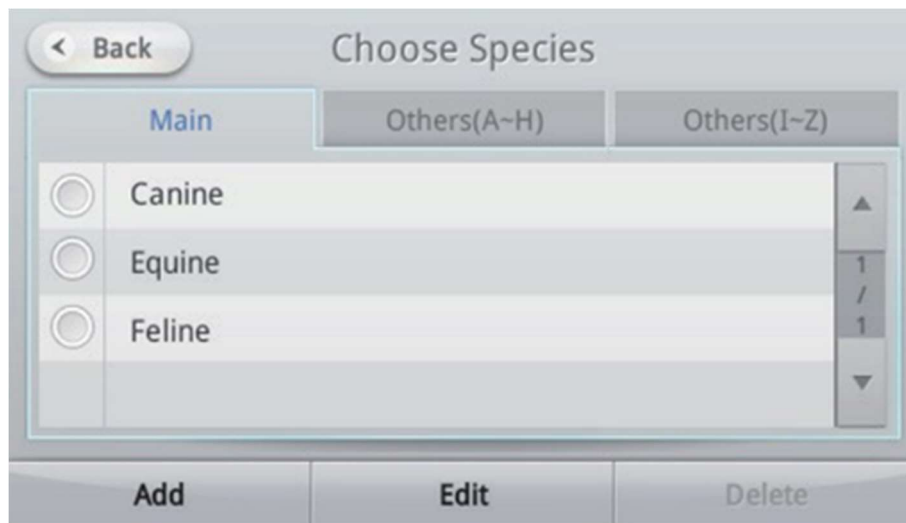 Back
Choose Species
Main
Others(A~H)
Others(I~Z)
Canine
Equine
Feline
1
/
1
Add
Edit
Delete